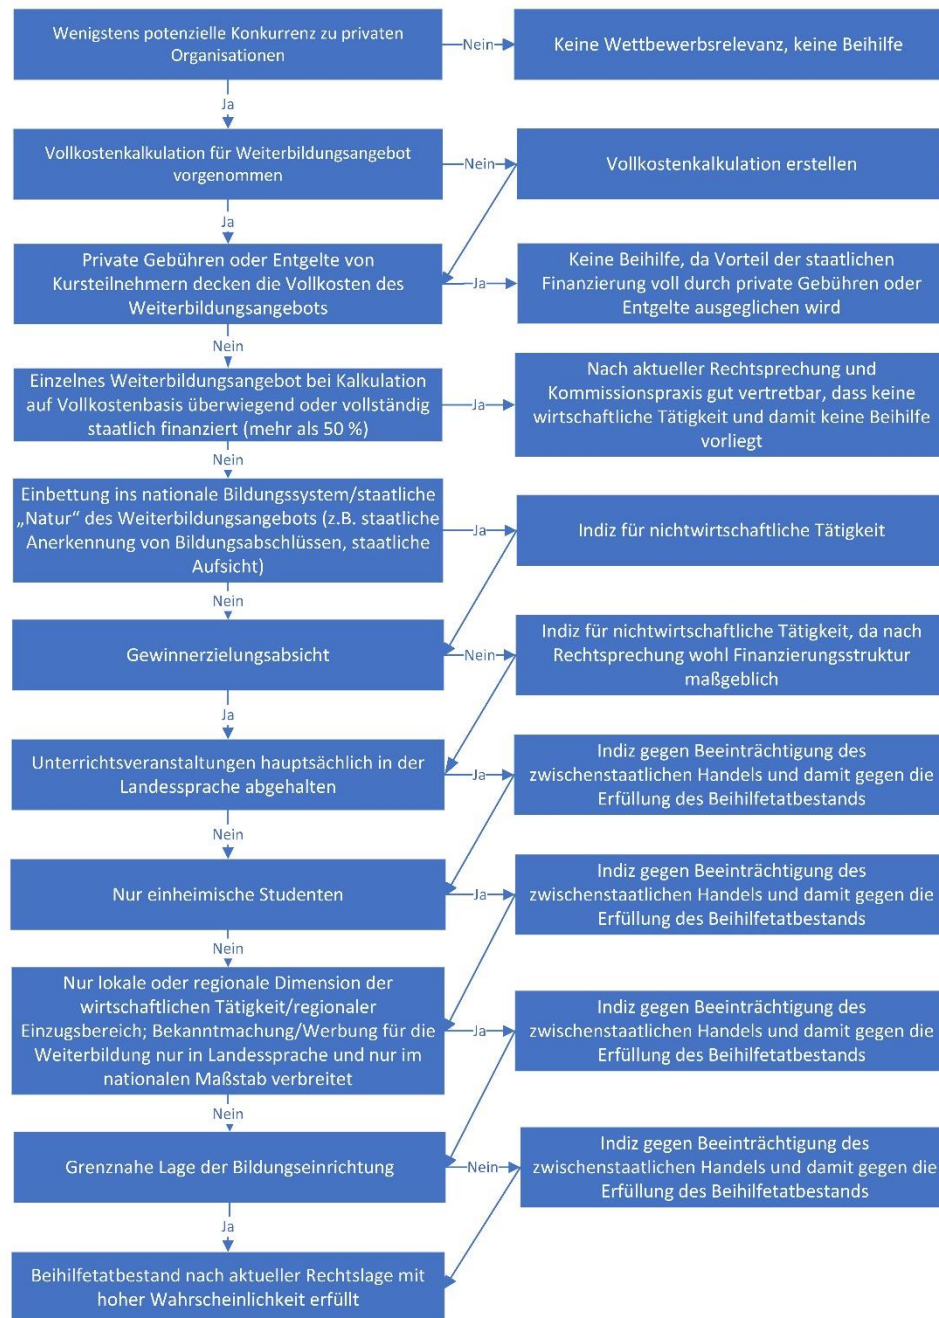 Wenigstens potenzielle Konkurrenz zu privaten
Organisationen
Nein
Keine Wettbewerbsrelevanz, keine Beihilfe
Ja
Vollkostenkalkulation für Weiterbildungsangebot
vorgenommen
Nein
Vollkostenkalkulation erstellen
Ja
Private Gebühren oder Entgelte von
Kursteilnehmern decken die Vollkosten des
Weiterbildungsangebots
Ja
Keine Beihilfe, da Vorteil der staatlichen
Finanzierung voll durch private Gebühren oder
Entgelte ausgeglichen wird
Nein
Einzelnes Weiterbildungsangebot bei Kalkulation
auf Vollkostenbasis überwiegend oder vollständig
staatlich finanziert (mehr als 50 %)
Ja
Nach aktueller Rechtsprechung und
Kommissionspraxis gut vertretbar, dass keine
wirtschaftliche Tätigkeit und damit keine Beihilfe
vorliegt
Nein
Einbettung ins nationale Bildungssystem/staatliche
„Natur“ des Weiterbildungsangebots (z.B. staatliche
Anerkennung von Bildungsabschlüssen, staatliche
Aufsicht)
Ja
Indiz für nichtwirtschaftliche Tätigkeit
Nein
Gewinnerzielungsabsicht
Nein
Indiz für nichtwirtschaftliche Tätigkeit, da nach
Rechtsprechung wohl Finanzierungsstruktur
maßgeblich
Ja
Unterrichtsveranstaltungen hauptsächlich in der
Landessprache abgehalten
Ja
Indiz gegen Beeinträchtigung des
zwischenstaatlichen Handels und damit gegen die
Erfüllung des Beihilfetatbestands
Nein
Nur einheimische Studenten
Ja
Indiz gegen Beeinträchtigung des
zwischenstaatlichen Handels und damit gegen die
Erfüllung des Beihilfetatbestands
Nein
Nur lokale oder regionale Dimension der
wirtschaftlichen Tätigkeit/regionaler
Einzugsbereich; Bekanntmachung/Werbung für die
Weiterbildung nur in Landessprache und nur im
nationalen Maßstab verbreitet
Ja
Indiz gegen Beeinträchtigung des
zwischenstaatlichen Handels und damit gegen die
Erfüllung des Beihilfetatbestands
Nein
Grenznahe Lage der Bildungseinrichtung
Nein
Indiz gegen Beeinträchtigung des
zwischenstaatlichen Handels und damit gegen die
Erfüllung des Beihilfetatbestands
Ja
Beihilfetatbestand nach aktueller Rechtslage mit
hoher Wahrscheinlichkeit erfüllt